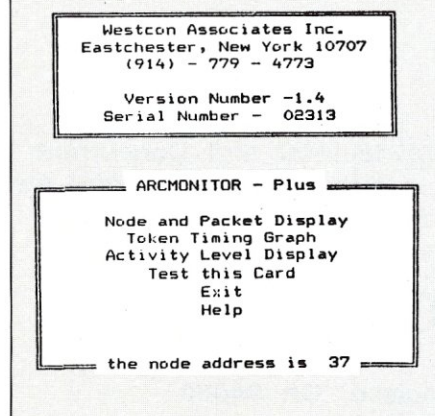 Westcon Associates Inc.
Eastchester, New York 10707
(914) - 779 - 4773
Version Number -1.4
Serial Number - 02313
ARCMONITOR - Plus
Node and Packet Display
Token Timing Graph
Activity Level Display
Test this Card
Exit
Help
the node address is 37